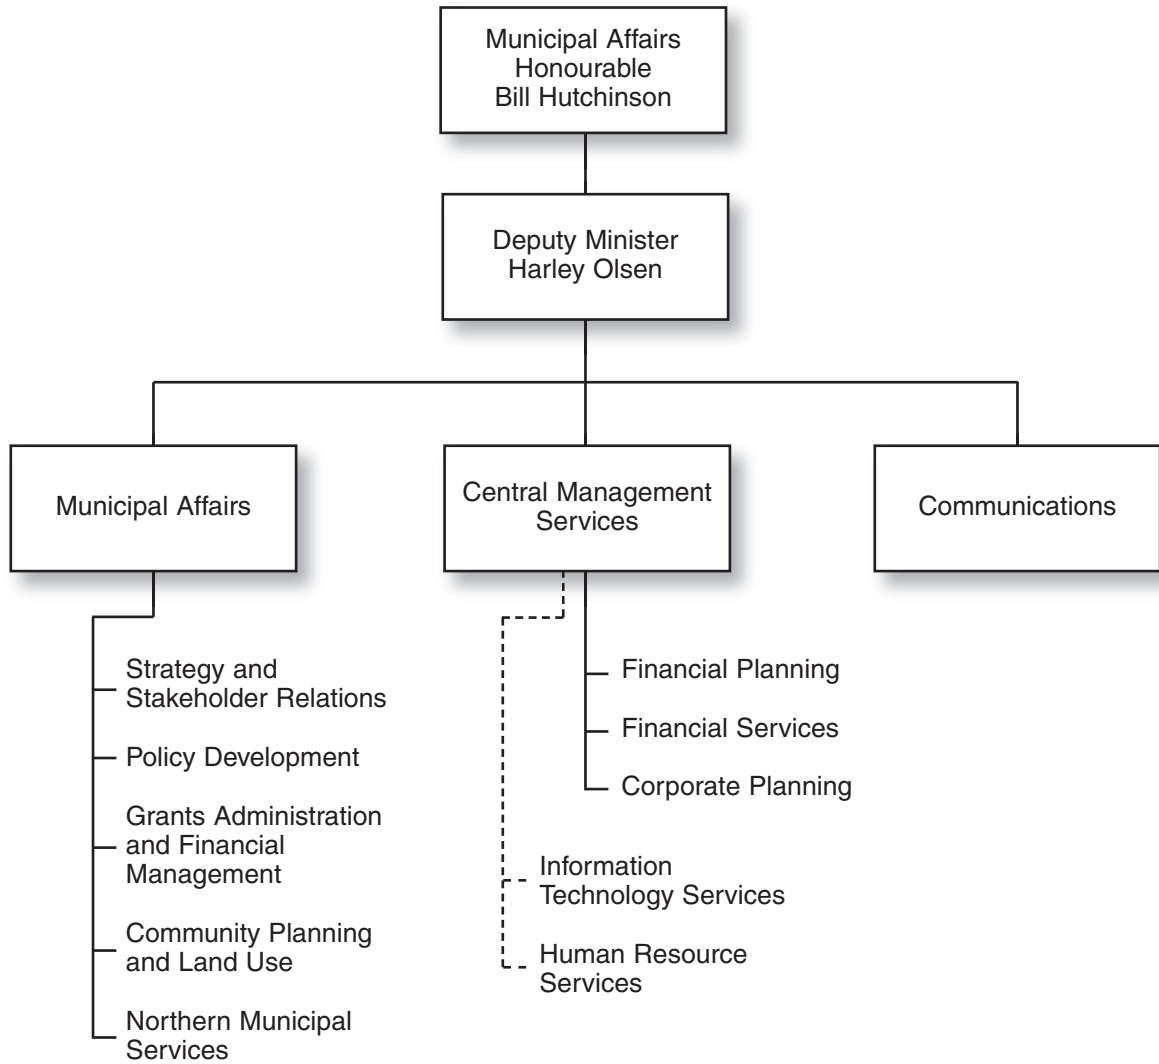 Municipal Affairs
Honourable
Bill Hutchinson
Deputy Minister
Harley Olsen
Municipal Affairs
Central Management
Services
Communications
Strategy and
Stakeholder Relations
Policy Development
Grants Administration
and Financial
Management
Community Planning
and Land Use
Northern Municipal
Services
Financial Planning
Financial Services
Corporate Planning
Information
Technology Services
Human Resource
Services